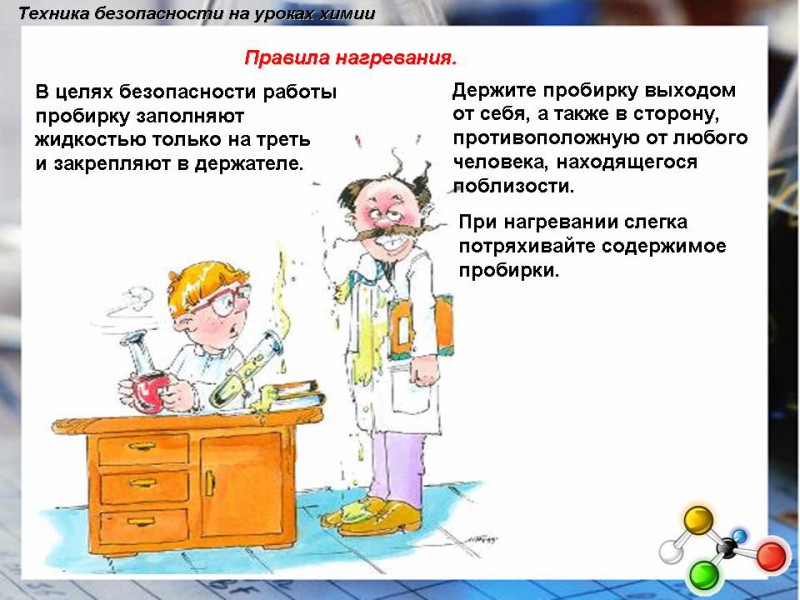 Техника безопасности на уроках химии
Правила нагревания.
В целях безопасности работы
пробирку заполняют
жидкостью только на треть
и закрепляют в держателе.
Держите пробирку выходом
от себя, а также в сторону,
противоположную от любого
человека, находящегося
поблизости.
При нагревании слегка
потряхивайте содержимое
пробирки.